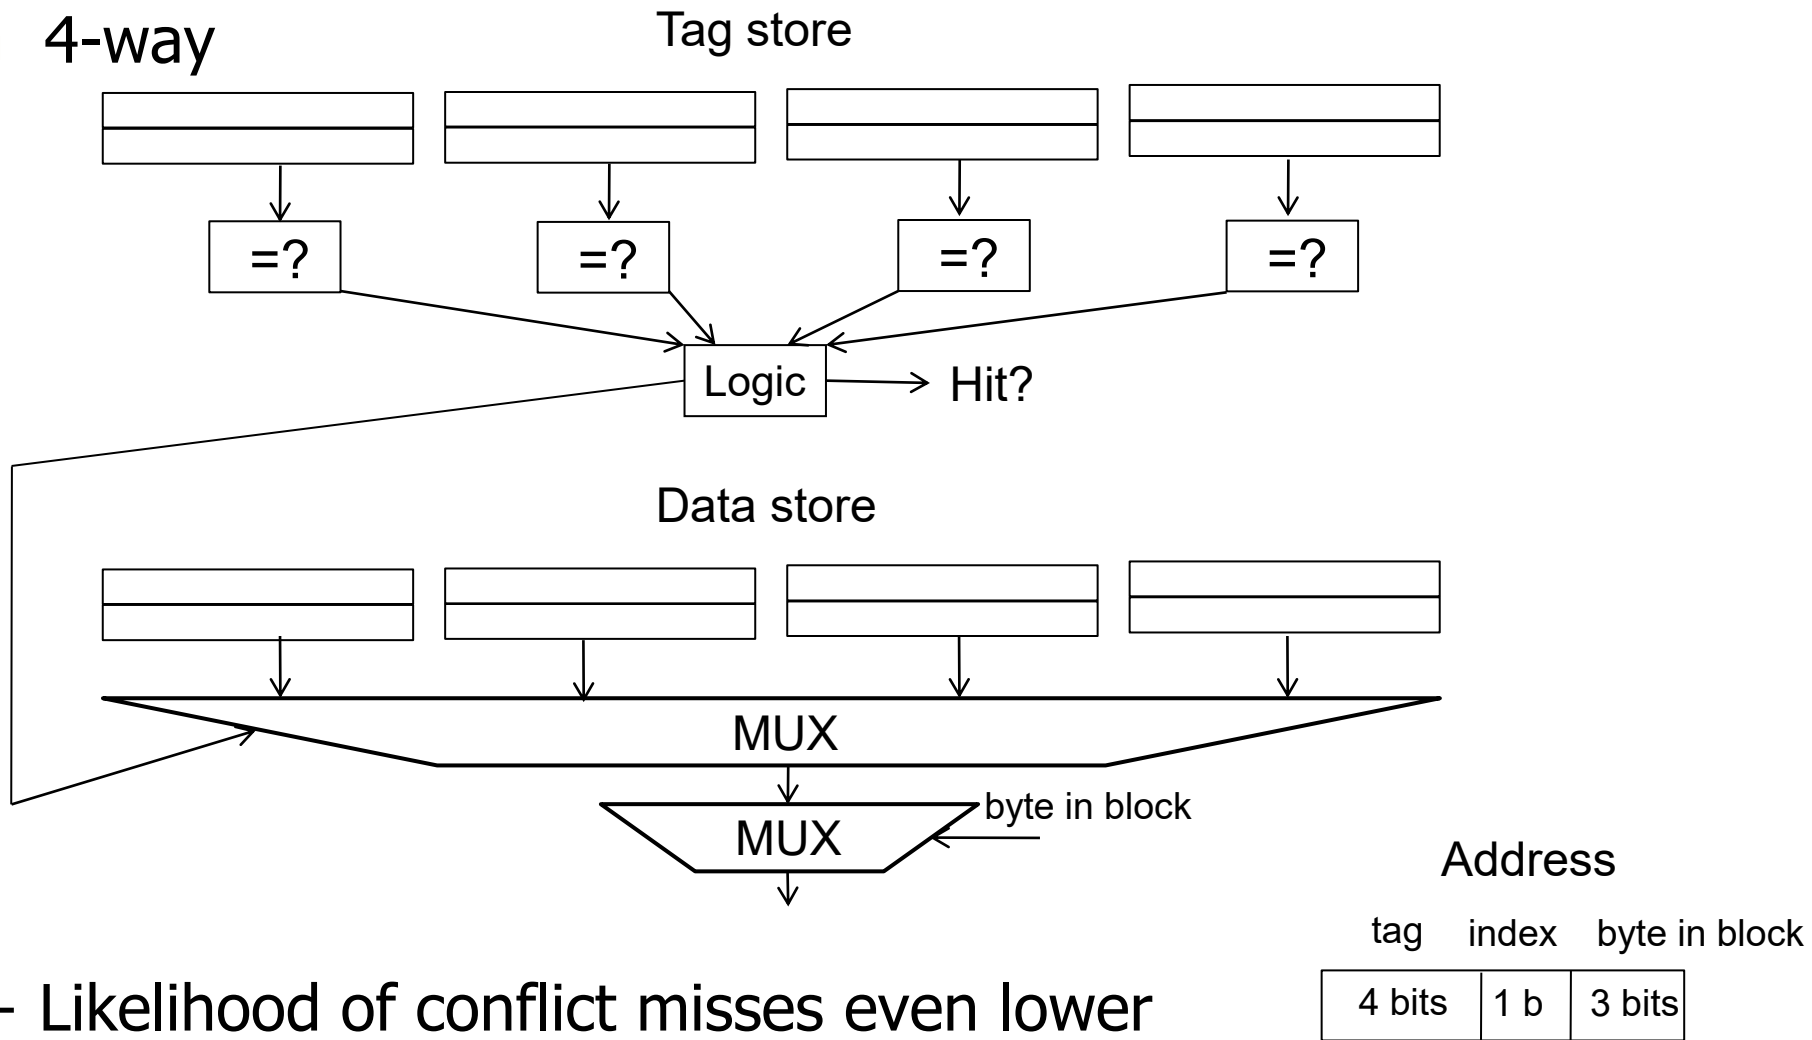 4-way
Tag store
=?
=?
=?
=?
Logic
Hit?
Data store
MUX
byte in block
MUX
Address
tag index byte in block
4 bits 1 b 3 bits
- Likelihood of conflict misses even lower